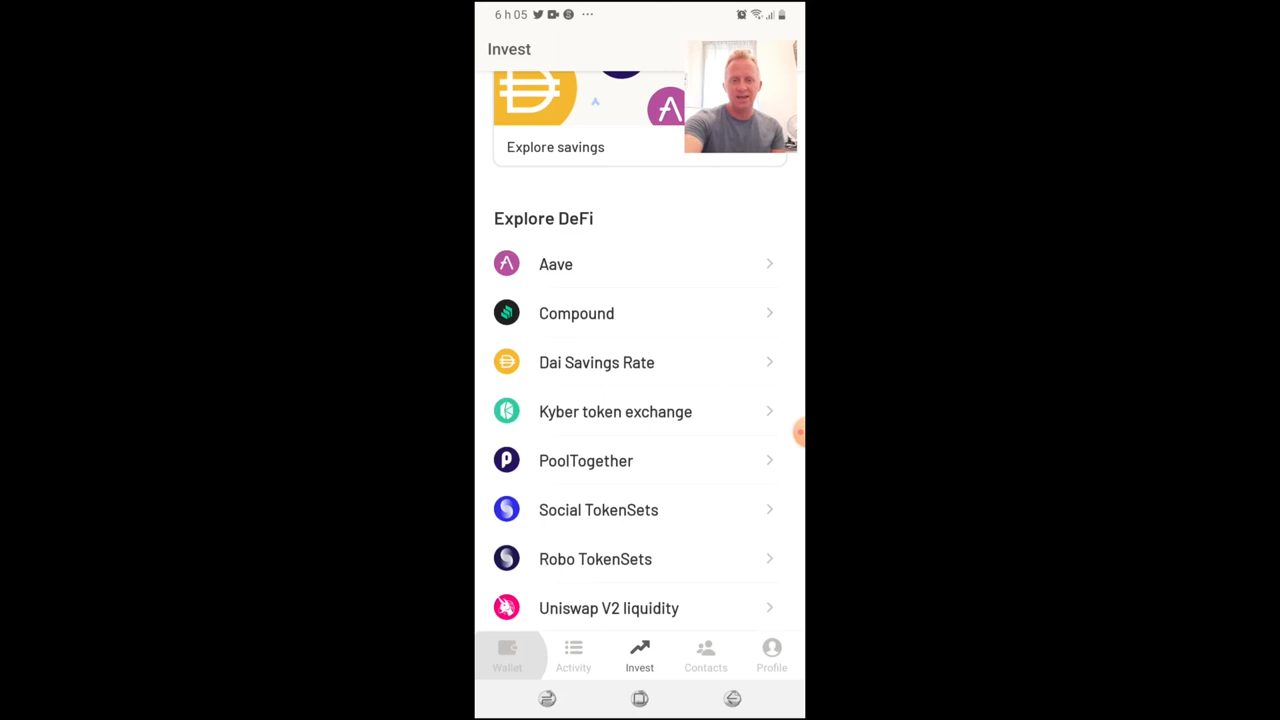 6 h 05
Invest
Explore savings
Explore DeFi
Aave
Compound
Dai Savings Rate
Kyber token exchange
PoolTogether
Social TokenSets
Robo TokenSets
Uniswap V2 liquidity
Wallet Activity Invest Contacts Profile